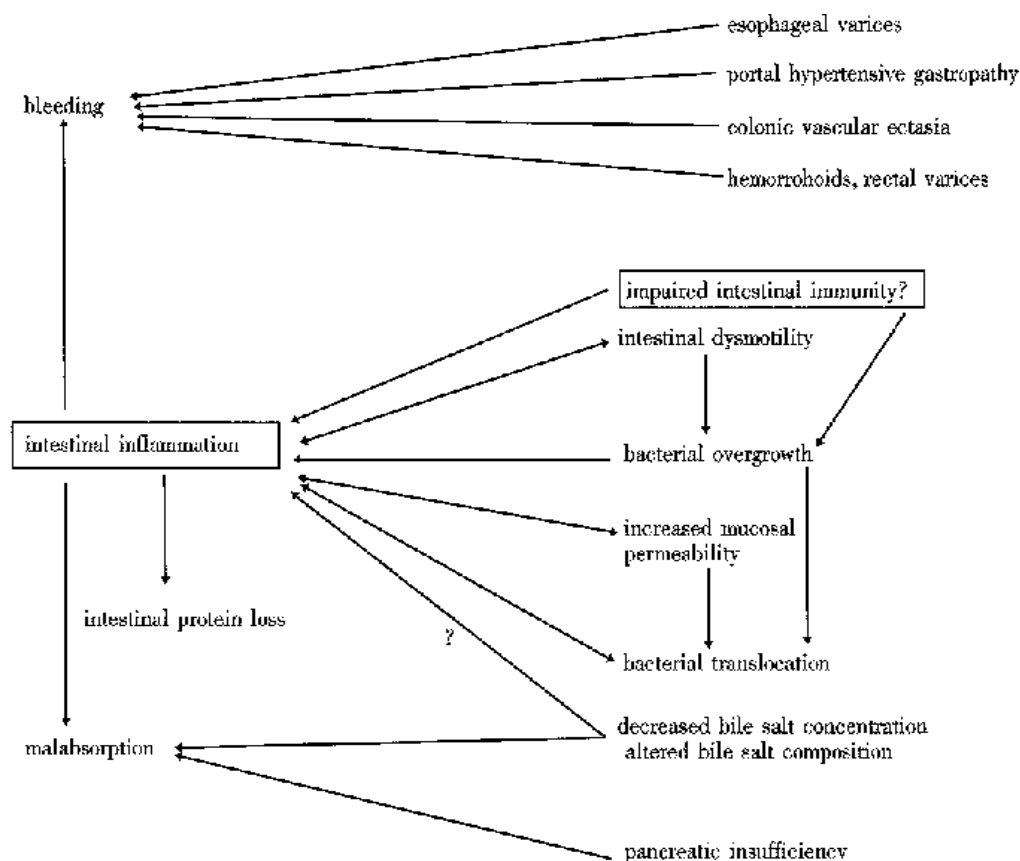 esophageal varices
portal hypertensive gastropathy
bleeding
colonic vascular ectasia
hemorrohoids, rectal varices
impaired intestinal immunity?
intestinal dysmotility
intestinal inflammation
bacterial overgrowth
increased mucosal
permeability
intestinal protein loss
?
bacterial translocation
decreased bile salt concentration
altered bile salt composition
malabsorption
pancreatic insufficiency